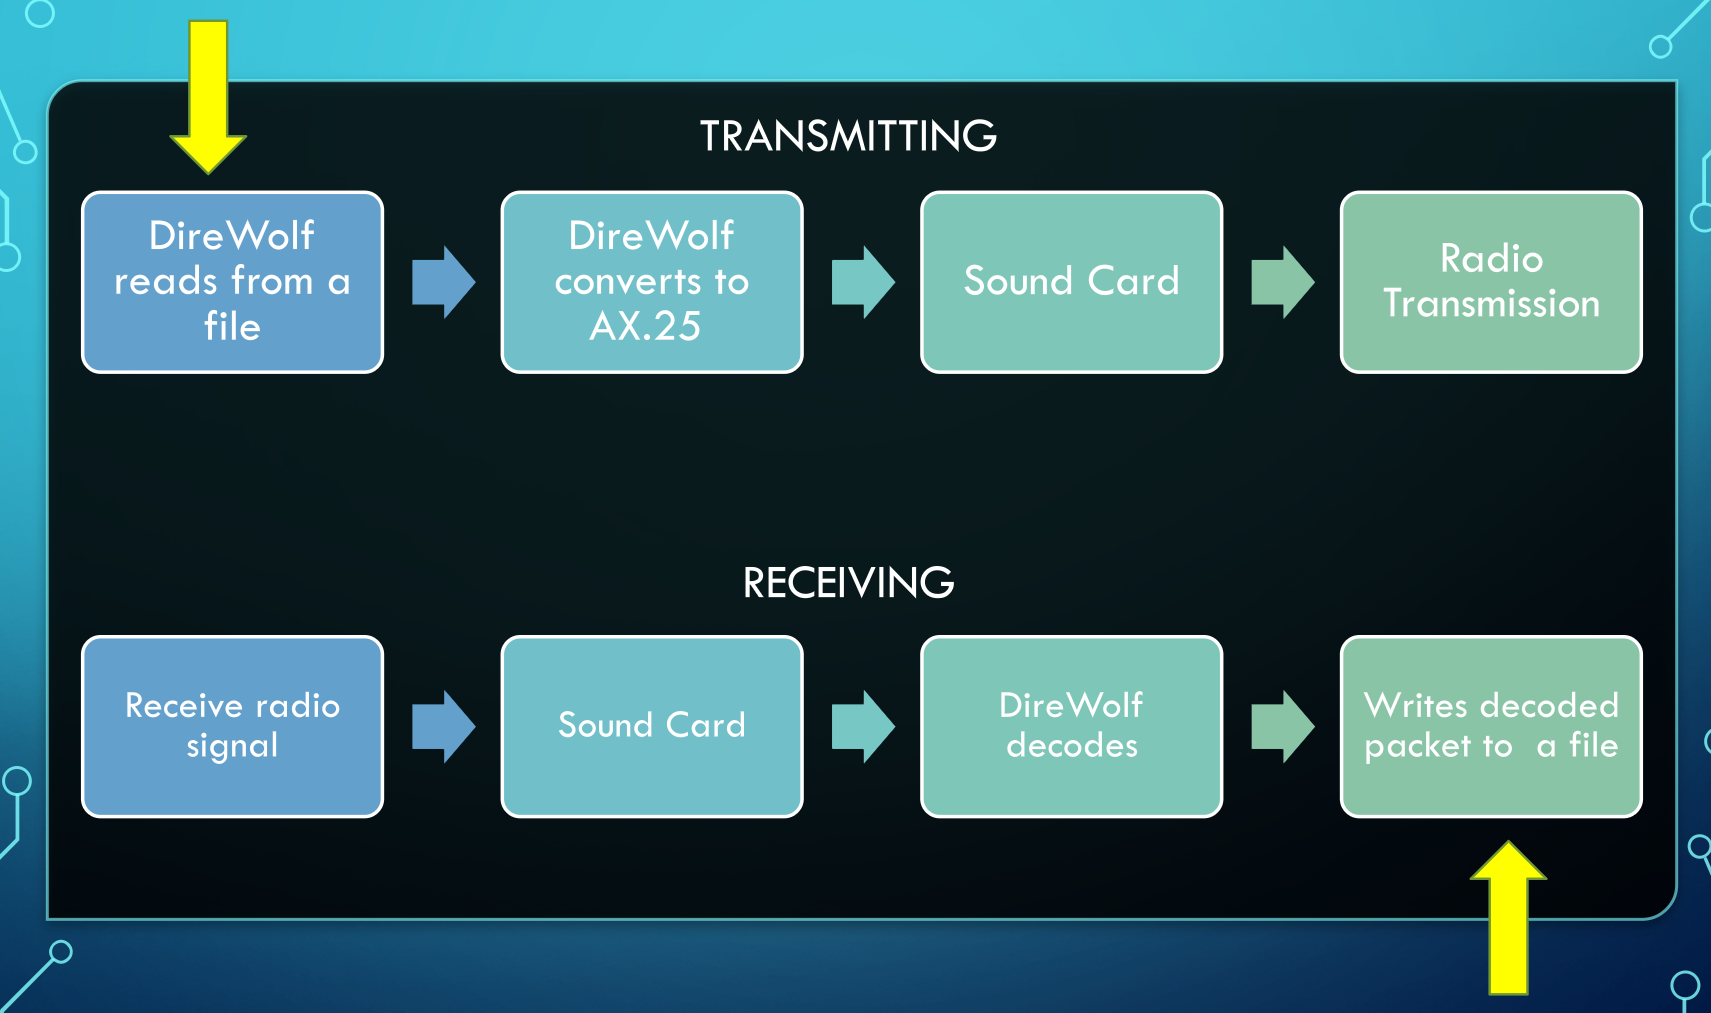 TRANSMITTING
DireWolf
reads from a
file
DireWolf
converts to
AX.25
Sound Card
Radio
Transmission
RECEIVING
Receive radio
signal
Sound Card
DireWolf
decodes
Writes decoded
packet to  a file